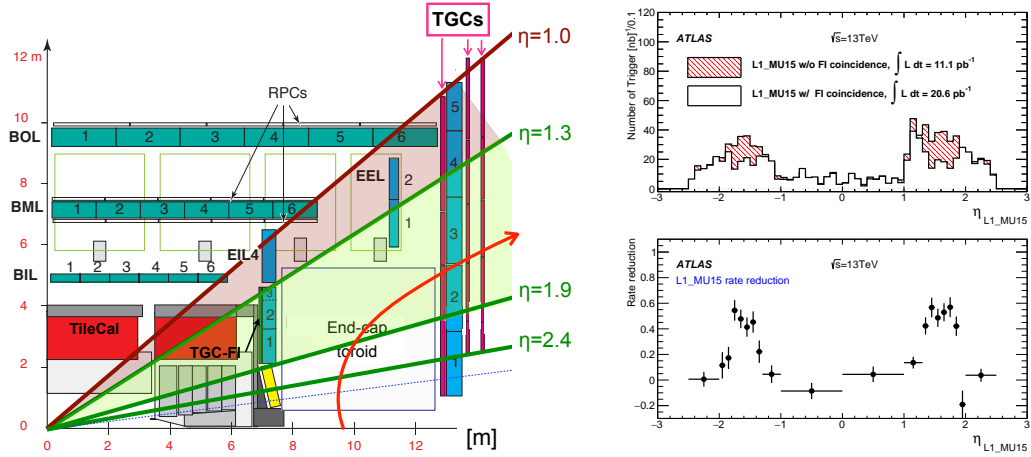 TGCs
η=1.0
12 m
10
8
6
4
2
0
RPCs
BOL
1 2 3 4 5 6
BML
1 2 3 4 5 6
BIL
1 2 3 4 5 6
EEL
2
1
EIL4
5
4
3
2
1
3
2
1
TileCal
TGC-FI
End-cap
toroid
η=1.3
η=1.9
η=2.4
0 2 4 6 8 10 12 [m]
Number of Trigger [nb]⁻¹/0.1
120
100
80
60
40
20
0
ATLAS √s=13TeV
L1_MU15 w/o FI coincidence, ∫ L dt = 11.1 pb⁻¹
L1_MU15 w/ FI coincidence, ∫ L dt = 20.6 pb⁻¹
−3 −2 −1 0 1 2 3
η L1_MU15
Rate reduction
1
0.8
0.6
0.4
0.2
0
−0.2
ATLAS √s=13TeV
L1_MU15 rate reduction
−3 −2 −1 0 1 2 3
η L1_MU15